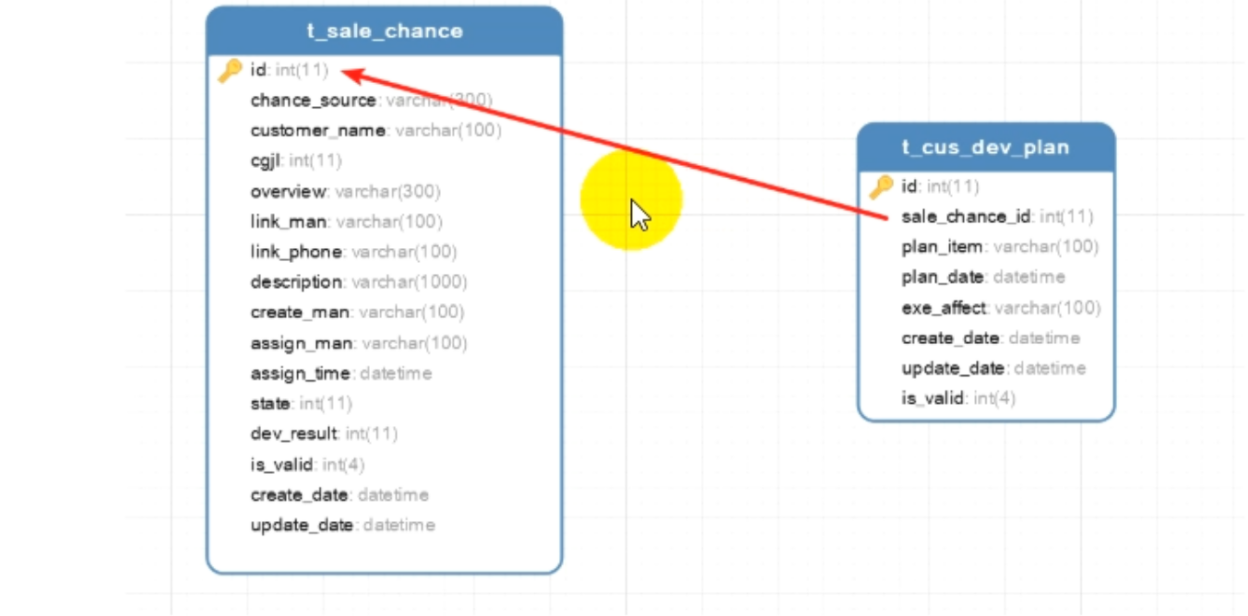 t_sale_chance
id: int(11)
chance_source: varchar(300)
customer_name: varchar(100)
cgjl: int(11)
overview: varchar(300)
link_man: varchar(100)
link_phone: varchar(100)
description: varchar(1000)
create_man: varchar(100)
assign_man: varchar(100)
assign_time: datetime
state: int(11)
dev_result: int(11)
is_valid: int(4)
create_date: datetime
update_date: datetime
t_cus_dev_plan
id: int(11)
sale_chance_id: int(11)
plan_item: varchar(100)
plan_date: datetime
exe_affect: varchar(100)
create_date: datetime
update_date: datetime
is_valid: int(4)